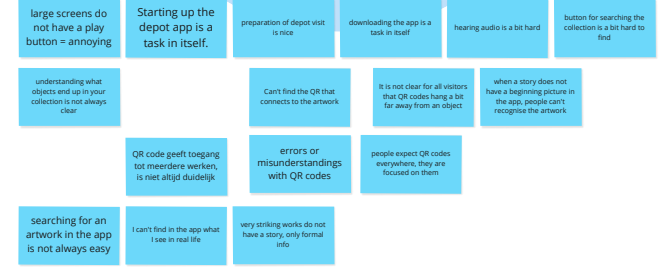 large screens do
not have a play
button = annoying
Starting up the
depot app is a
task in itself.
preparation of depot visit
is nice
downloading the app is a
task in itself
hearing audio is a bit hard
button for searching the
collection is a bit hard to
find
understanding what
objects end up in your
collection is not always
clear
Can't find the QR that
connects to the artwork
It is not clear for all visitors
that QR codes hang a bit
far away from an object
when a story does not
have a beginning picture in
the app, people can't
recognise the artwork
QR code geeft toegang
tot meerdere werken,
is niet altijd duidelijk
errors or
misunderstandings
with QR codes
people expect QR codes
everywhere, they are
focused on them
searching for an
artwork in the app
is not always easy
I can't find in the app what
I see in real life
very striking works do not
have a story, only formal
info